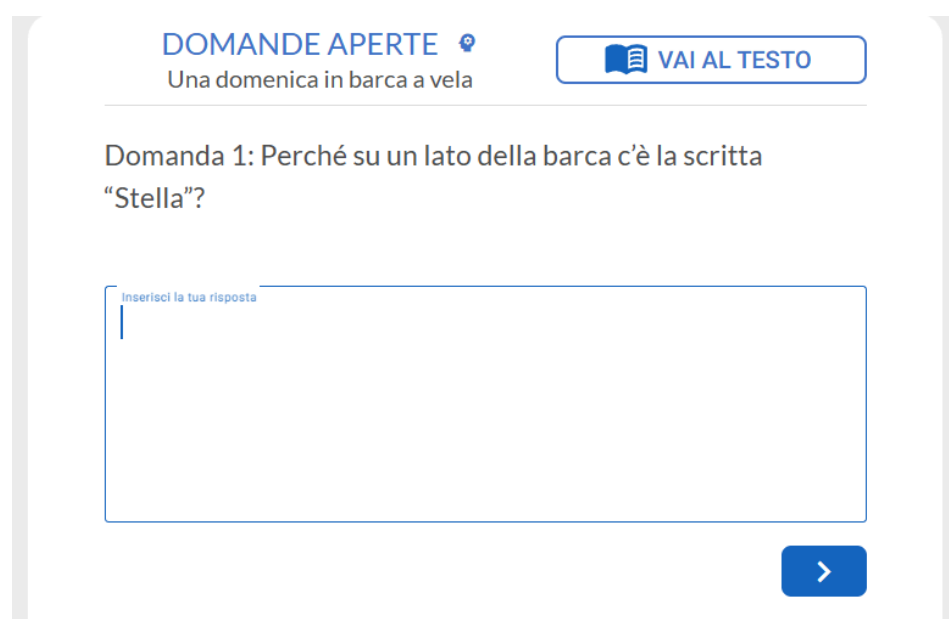 DOMANDE APERTE
Una domenica in barca a vela
VAI AL TESTO
Domanda 1: Perché su un lato della barca c’è la scritta
“Stella”?
Inserisci la tua risposta